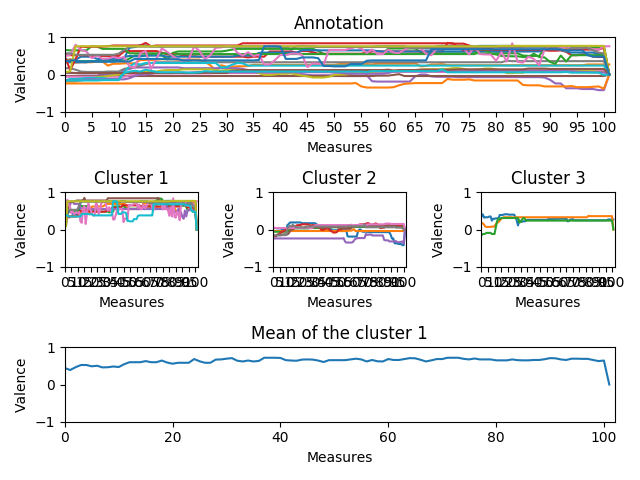 Annotation
Valence
1
0
−1
0 5 10 15 20 25 30 35 40 45 50 55 60 65 70 75 80 85 90 95 100
Measures
Cluster 1 Cluster 2 Cluster 3
Valence Valence Valence
1 1 1
0 0 0
−1 −1 −1
Measures Measures Measures
Mean of the cluster 1
Valence
1
0
−1
0 20 40 60 80 100
Measures